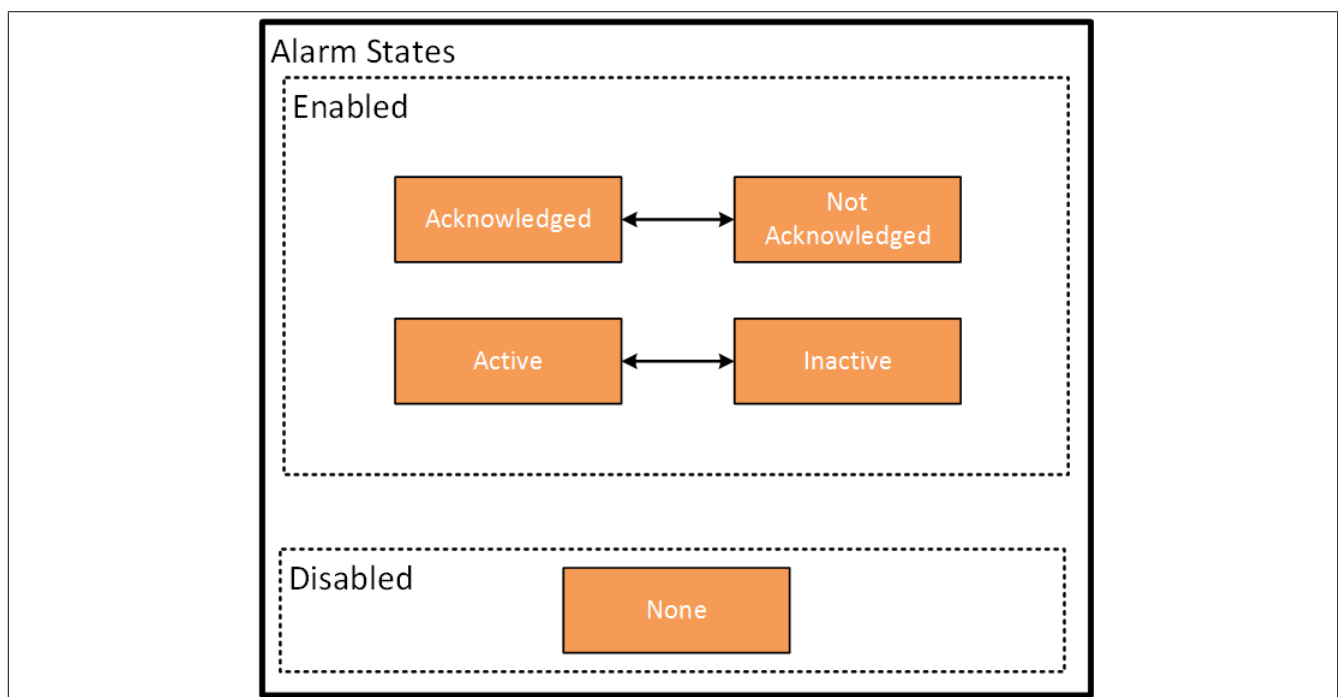 Alarm States
Enabled
Acknowledged
Not
Acknowledged
Active
Inactive
Disabled
None